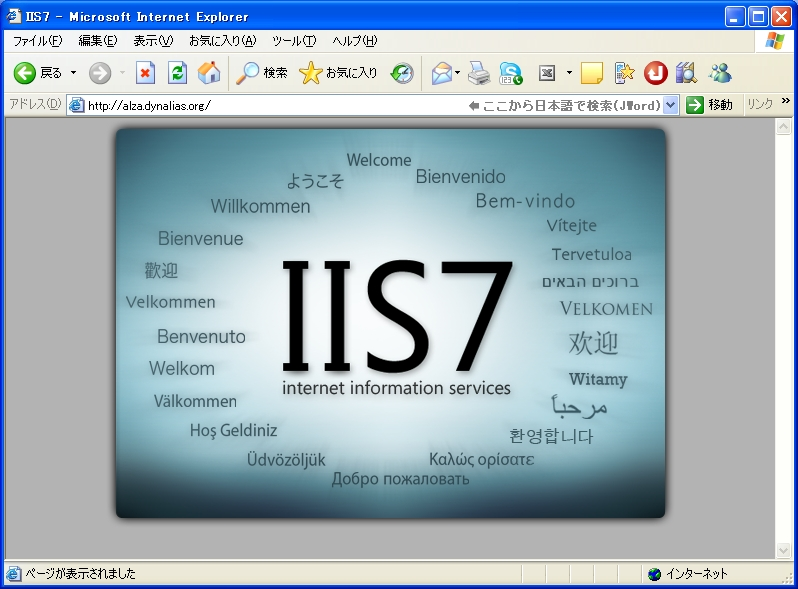 IIS7 - Microsoft Internet Explorer
ファイル(F) 編集(E) 表示(V) お気に入り(A) ツール(T) ヘルプ(H)
戻る 検索 お気に入り
アドレス(D) http://alza.dynalias.org/ ここから日本語で検索(JWord) 移動 リンク »
Welcome
ようこそ
Bienvenido
Willkommen
Bem-vindo
Vítejte
Bienvenue
Tervetuloa
歡迎
ברוכים הבאים
Velkommen
VELKOMEN
Benvenuto
欢迎
Welkom
Witamy
Välkommen
مرحباً
Hoş Geldiniz
환영합니다
Üdvözöljük
Καλώς ορίσατε
Добро пожаловать
IIS7
internet information services
ページが表示されました インターネット